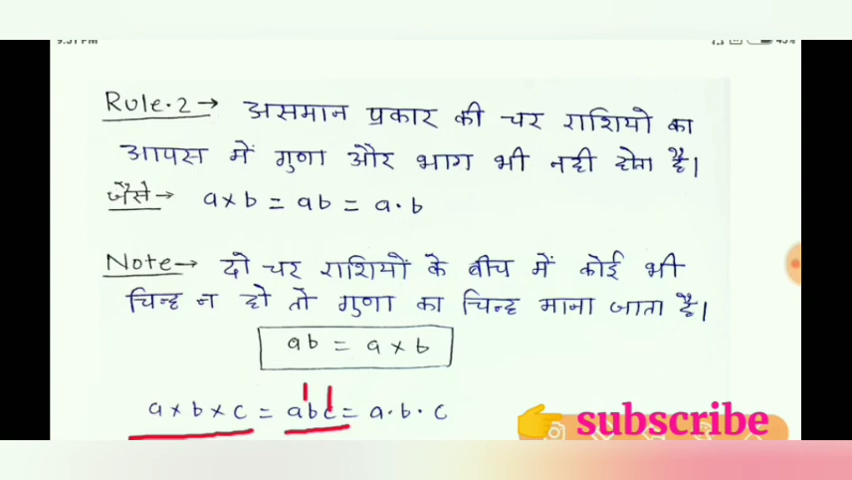 Rule.2→ असमान प्रकार की चर राशियो का
आपस में गुणा और भाग भी नही होता है।
जैसे→ a×b = ab = a.b
Note→ दो चर राशियों के बीच में कोई भी
चिन्ह न हो तो गुणा का चिन्ह माना जाता है।
ab = a×b
a×b×c = abc = a.b.c
subscribe